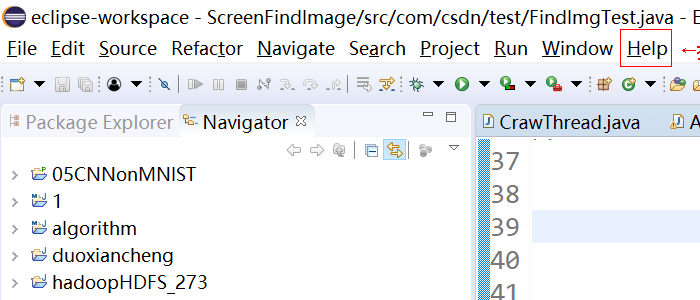 eclipse-workspace - ScreenFindImage/src/com/csdn/test/FindImgTest.java - E
File Edit Source Refactor Navigate Search Project Run Window Help
Package Explorer Navigator
CrawThread.java
05CNNonMNIST
1
algorithm
duoxiancheng
hadoopHDFS_273
37
38
39
40
41